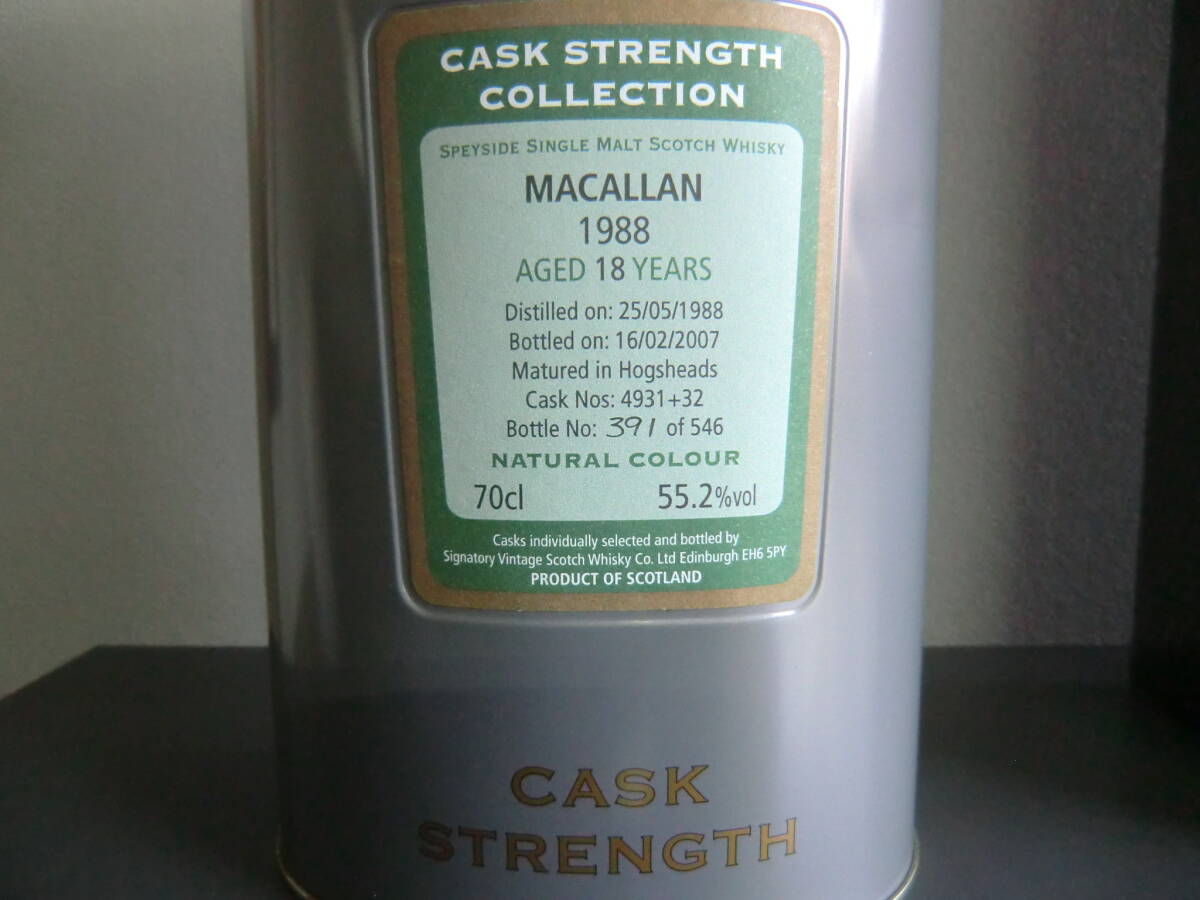 CASK STRENGTH
COLLECTION
SPEYSIDE SINGLE MALT SCOTCH WHISKY
MACALLAN
1988
AGED 18 YEARS
Distilled on: 25/05/1988
Bottled on: 16/02/2007
Matured in Hogsheads
Cask Nos: 4931+32
Bottle No: 391 of 546
NATURAL COLOUR
70cl 55.2%vol
Casks individually selected and bottled by
Signatory Vintage Scotch Whisky Co. Ltd Edinburgh EH6 5PY
PRODUCT OF SCOTLAND
CASK
STRENGTH